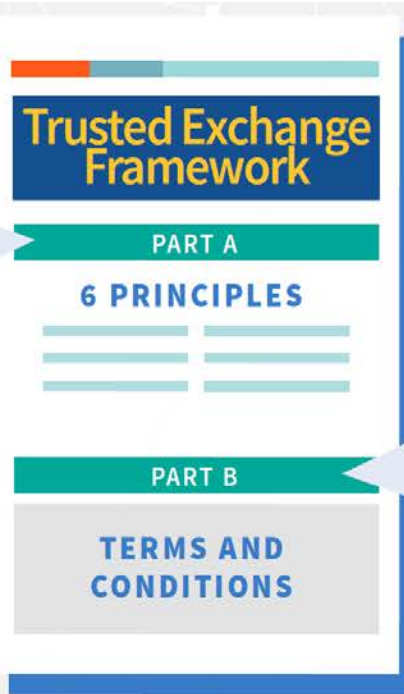 Trusted Exchange
Framework
PART A
6 PRINCIPLES
PART B
TERMS AND
CONDITIONS